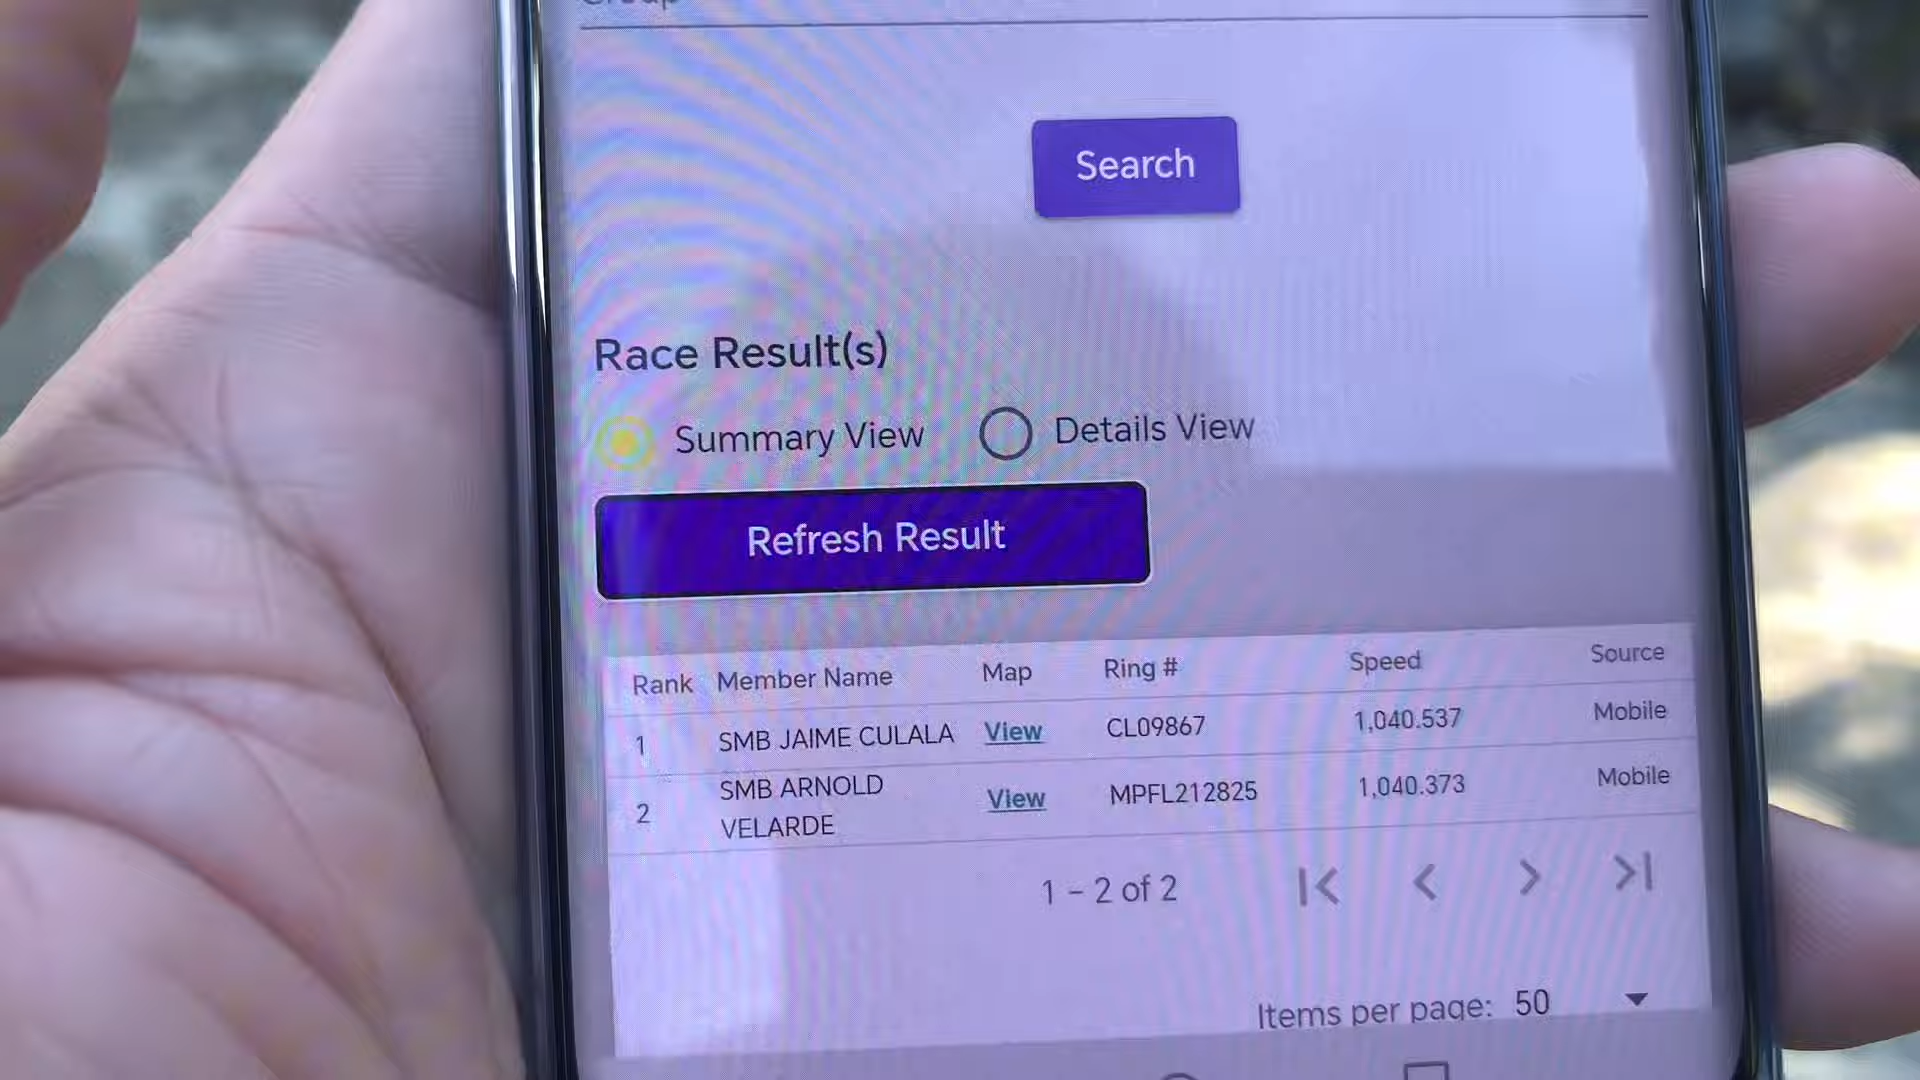 Search
Race Result(s)
Summary View Details View
Refresh Result
Rank Member Name Map Ring # Speed Source
1 SMB JAIME CULALA View CL09867 1,040.537 Mobile
2 SMB ARNOLD VELARDE View MPFL212825 1,040.373 Mobile
1 – 2 of 2
Items per page: 50